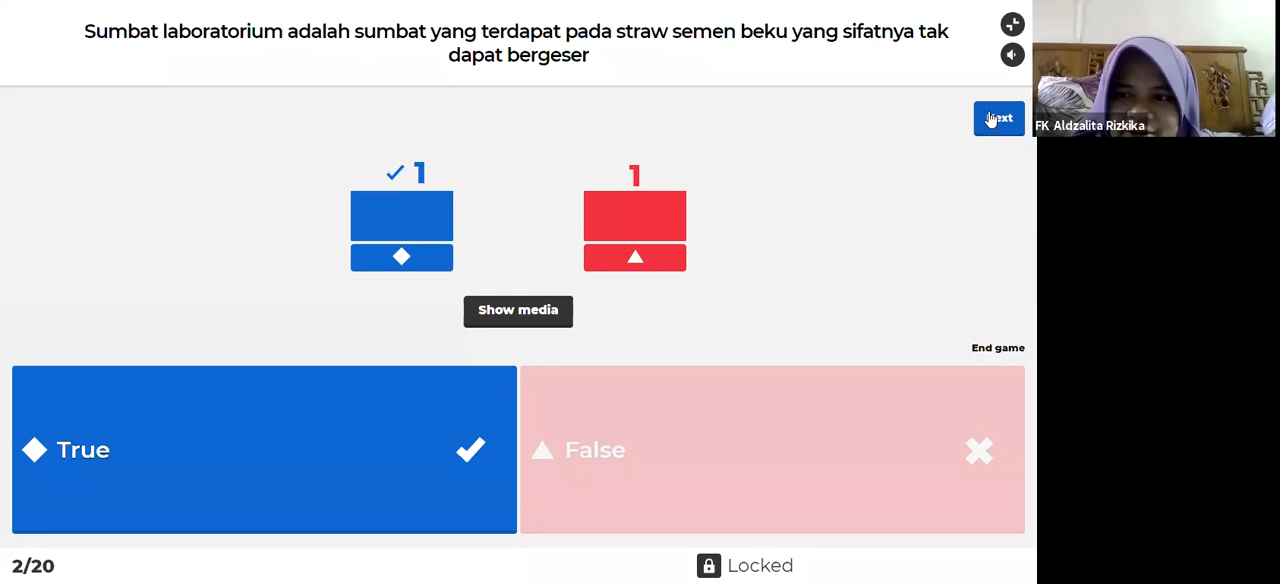 Sumbat laboratorium adalah sumbat yang terdapat pada straw semen beku yang sifatnya tak
dapat bergeser
FK Aldzalita Rizkika
1
1
Show media
End game
True
False
2/20
Locked